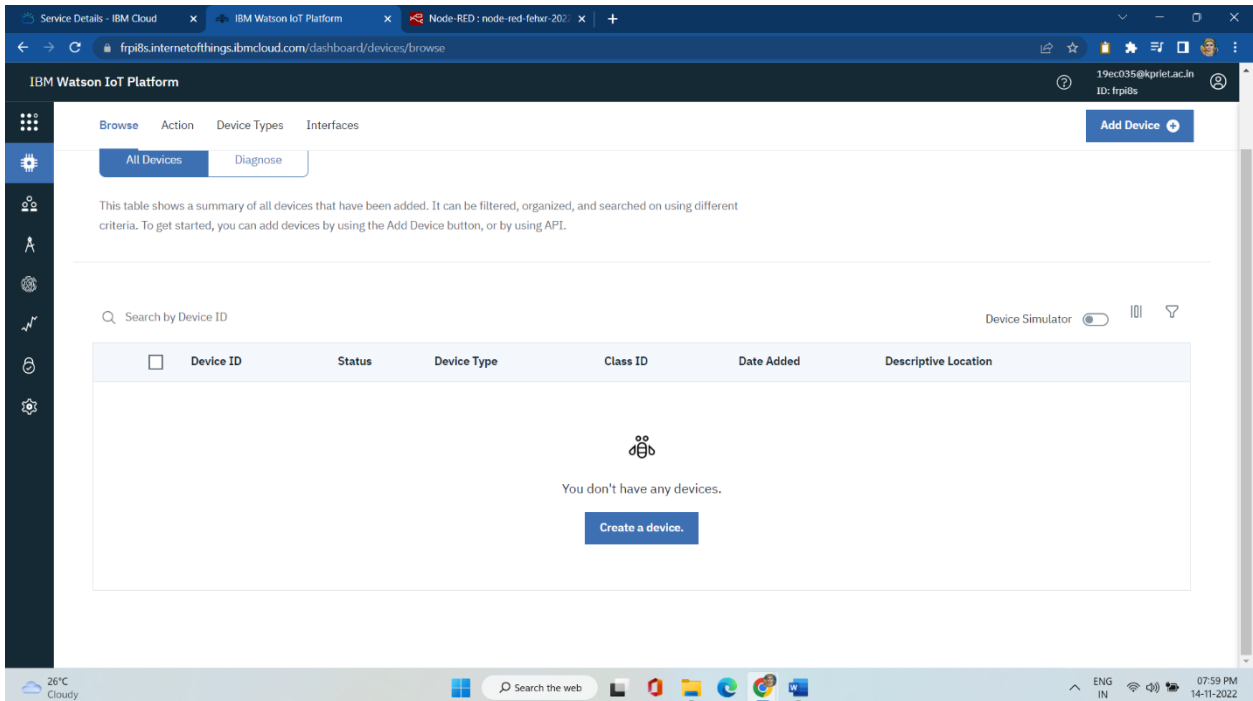 Service Details - IBM Cloud
IBM Watson IoT Platform
Node-RED : node-red-fehxr-202
frpi8s.internetofthings.ibmcloud.com/dashboard/devices/browse
IBM Watson IoT Platform
19ec035@kpriet.ac.in
ID: frpi8s
Browse Action Device Types Interfaces
Add Device
All Devices Diagnose
This table shows a summary of all devices that have been added. It can be filtered, organized, and searched on using different
criteria. To get started, you can add devices by using the Add Device button, or by using API.
Search by Device ID
Device Simulator
Device ID Status Device Type Class ID Date Added Descriptive Location
You don't have any devices.
Create a device.
26°C
Cloudy
Search the web
ENG
IN
07:59 PM
14-11-2022